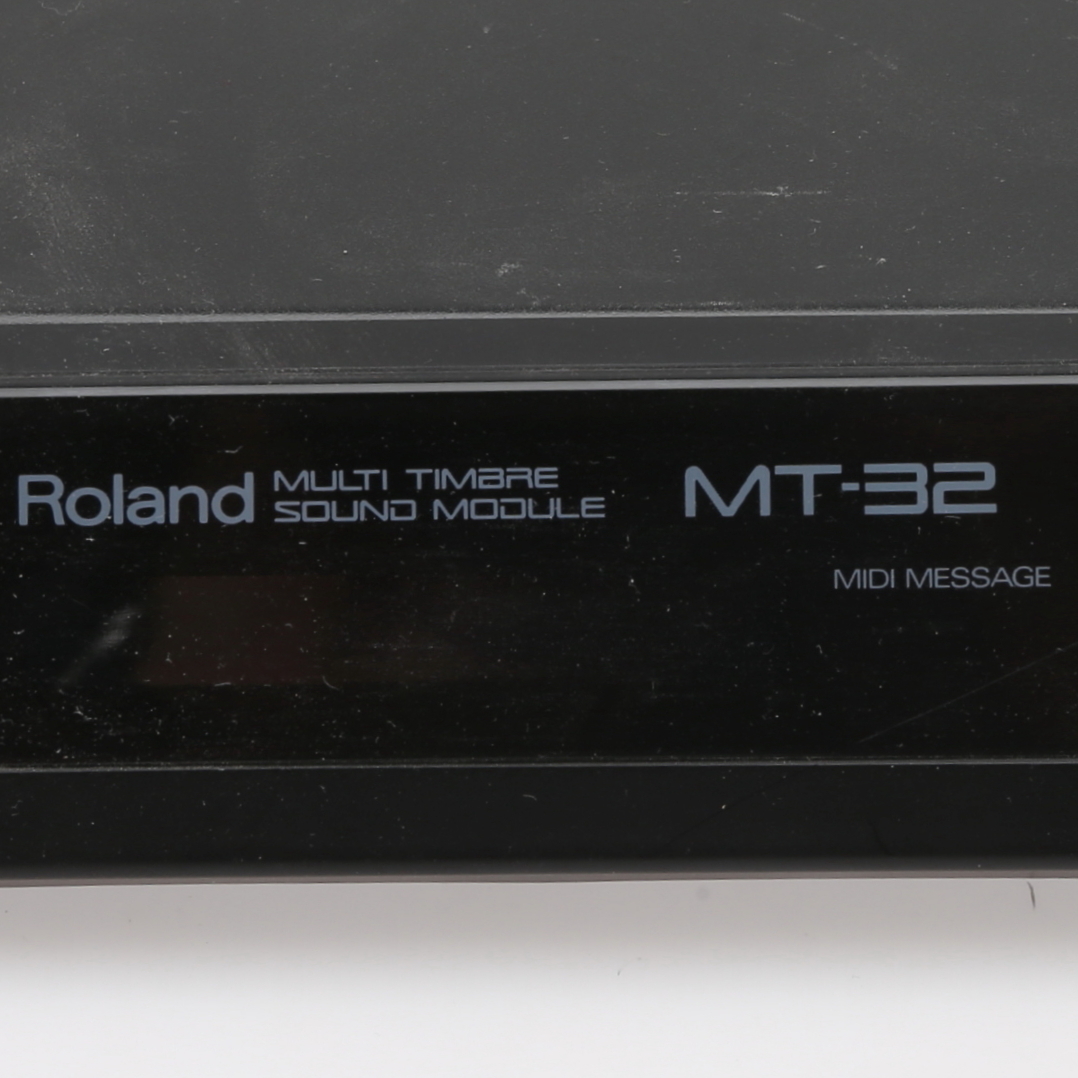 Roland MULTI TIMBRE
SOUND MODULE
MT-32
MIDI MESSAGE